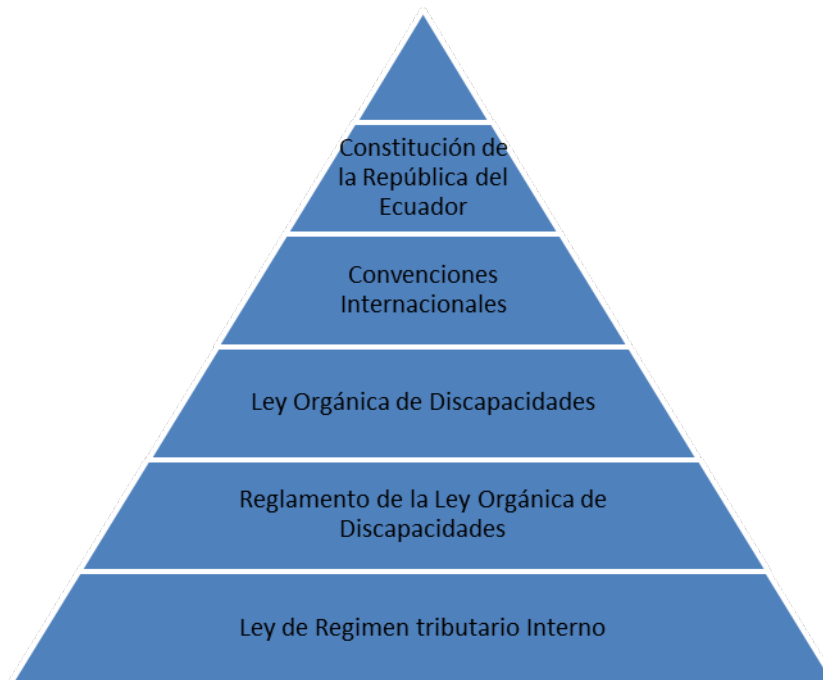 Constitución de
la República del
Ecuador
Convenciones
Internacionales
Ley Orgánica de Discapacidades
Reglamento de la Ley Orgánica de
Discapacidades
Ley de Regimen tributario Interno